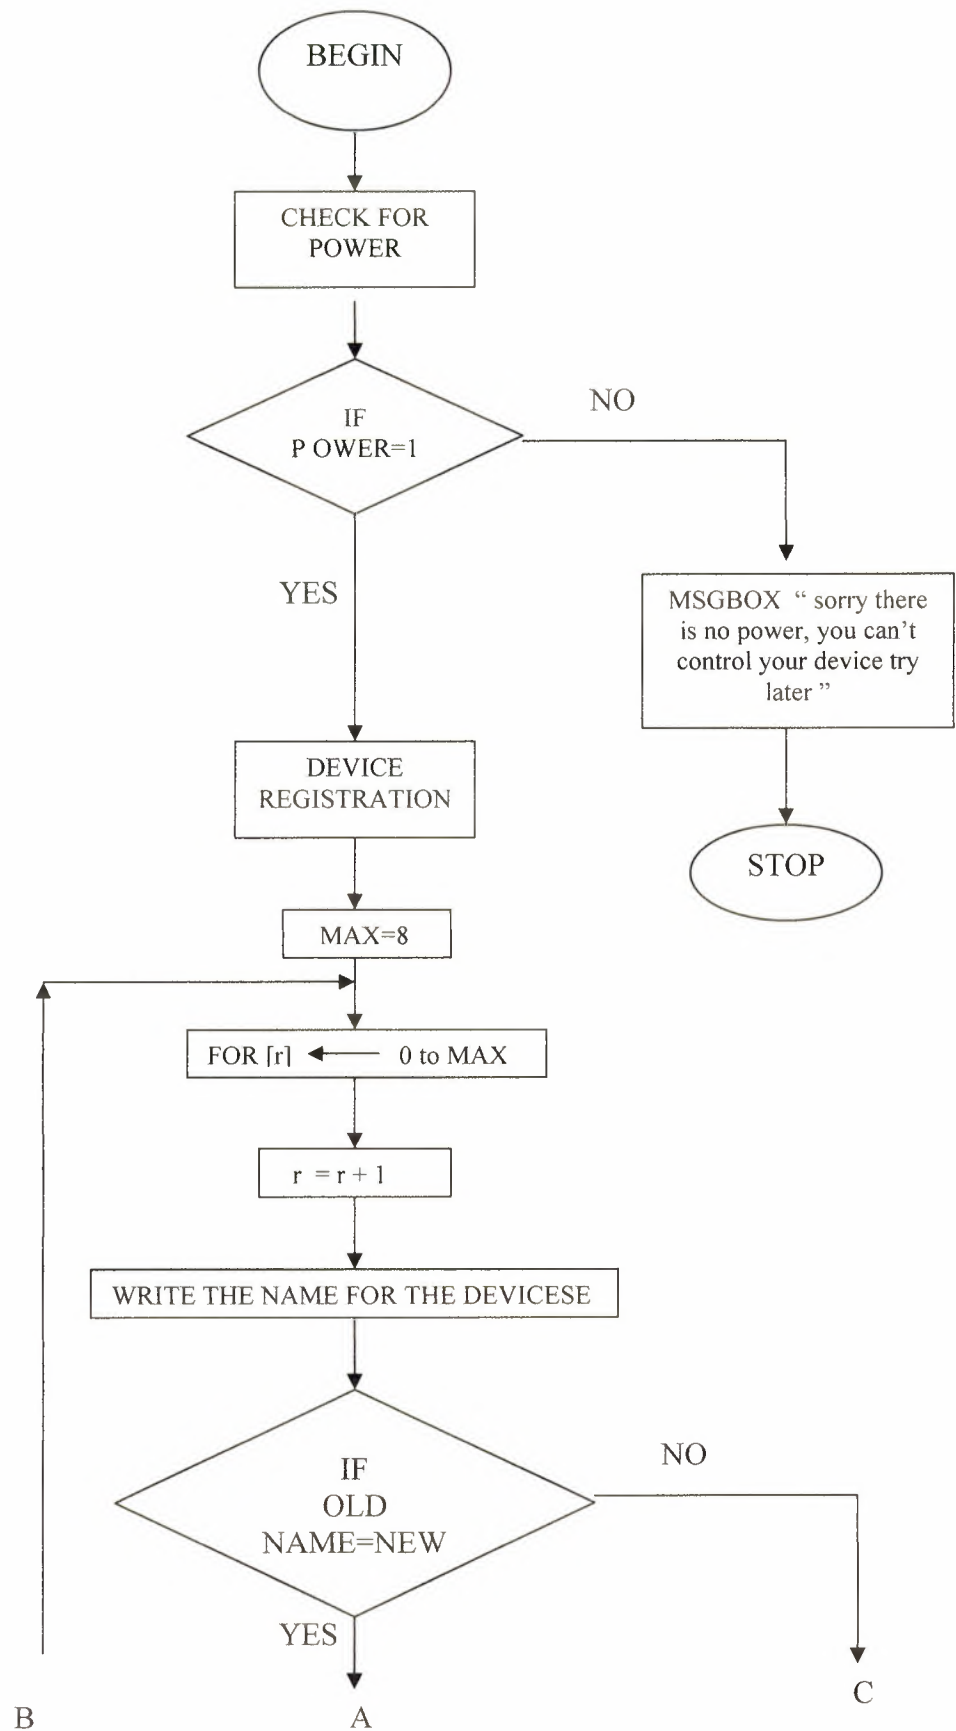 BEGIN
CHECK FOR
POWER
IF
P OWER=1
NO
YES
MSGBOX “ sorry there
is no power, you can’t
control your device try
later ”
DEVICE
REGISTRATION
STOP
MAX=8
FOR [r] ← 0 to MAX
r = r + 1
WRITE THE NAME FOR THE DEVICESE
IF
OLD
NAME=NEW
NO
YES
B
A
C